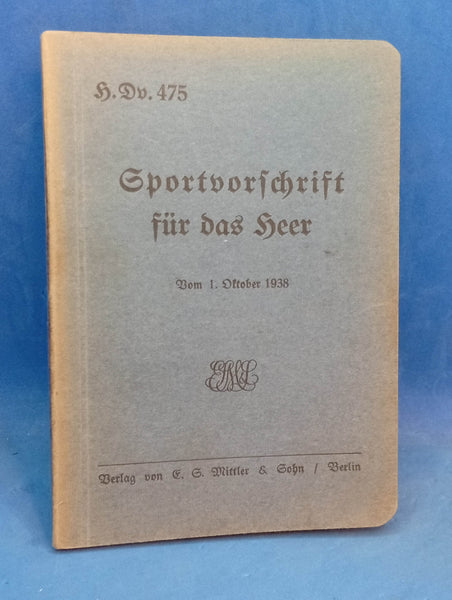 H. Dv. 475
Sportvorschrift
für das Heer
Vom 1. Oktober 1938
Verlag von E. S. Mittler & Sohn / Berlin